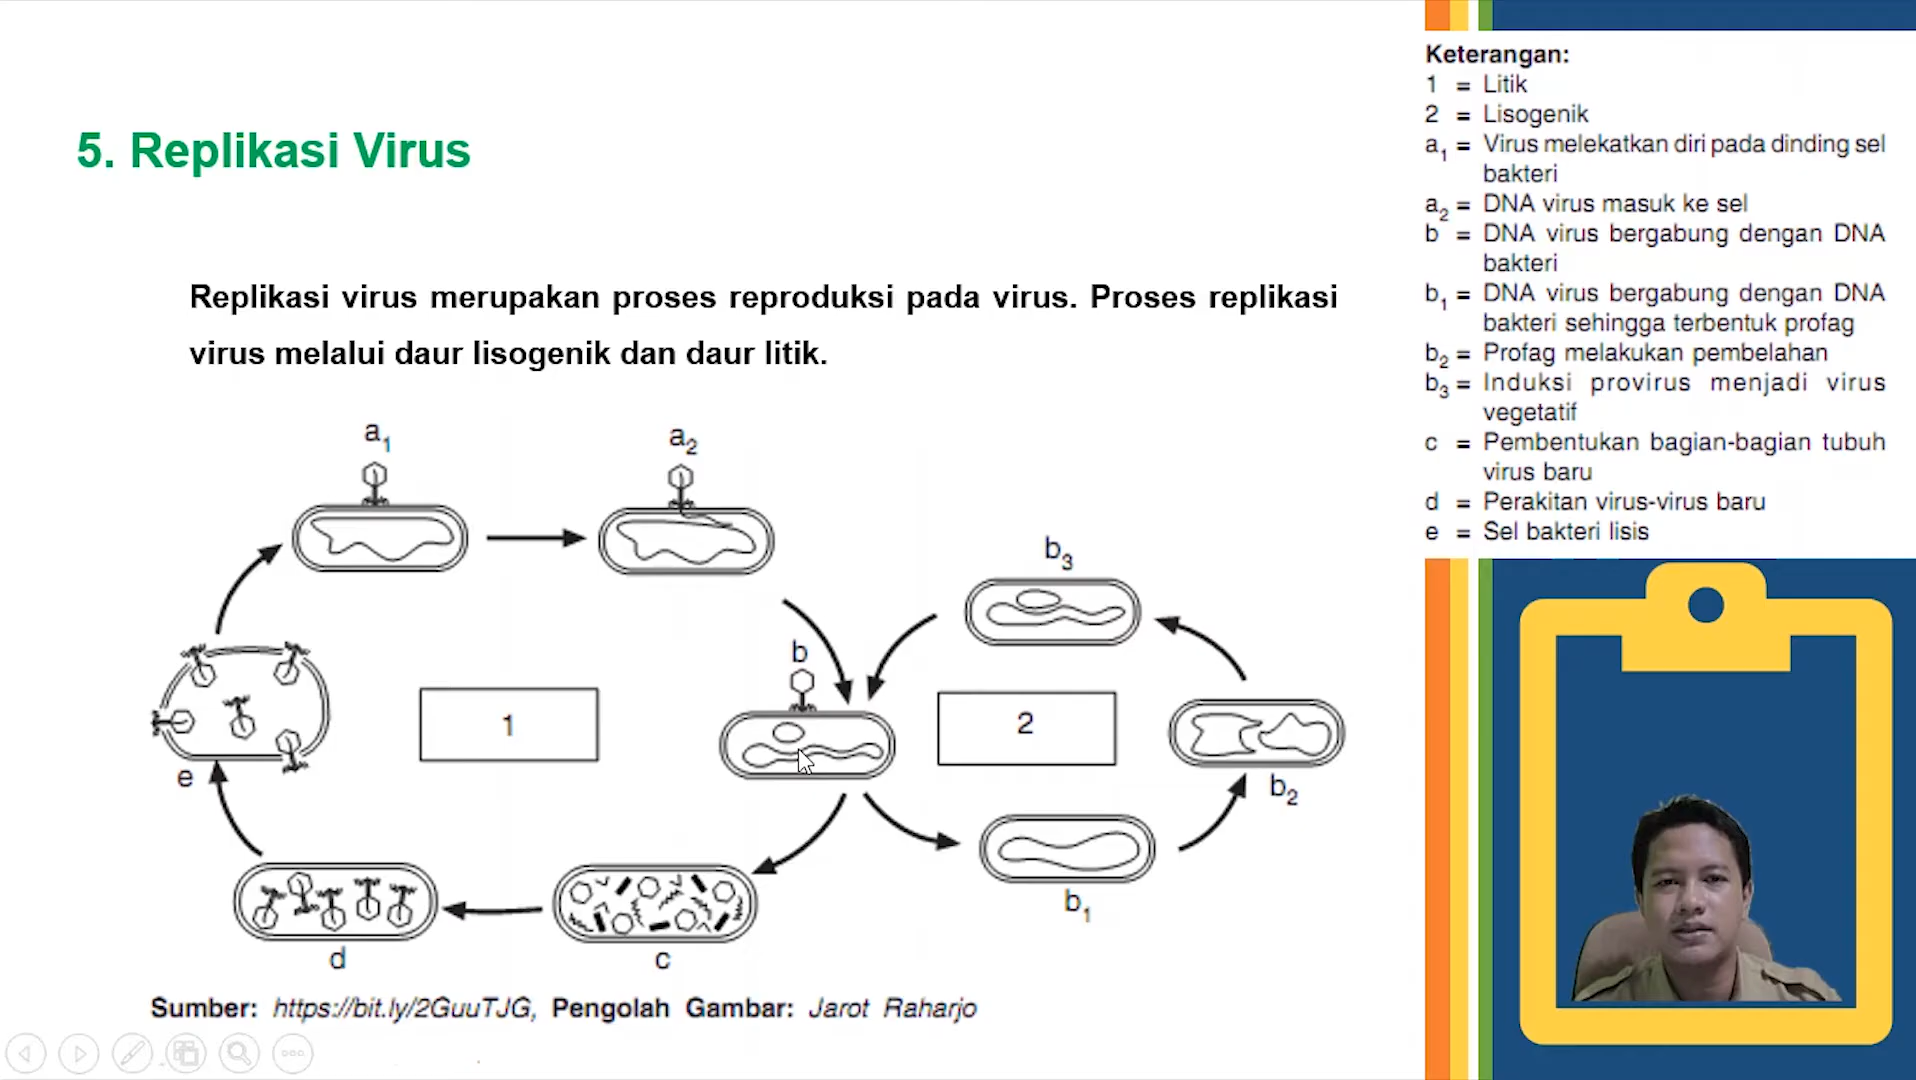 5. Replikasi Virus
Replikasi virus merupakan proses reproduksi pada virus. Proses replikasi
virus melalui daur lisogenik dan daur litik.
a1
a2
b3
b
1
2
e
b2
b1
d
c
Sumber: https://bit.ly/2GuuTJG, Pengolah Gambar: Jarot Raharjo
Keterangan:
1 = Litik
2 = Lisogenik
a1 = Virus melekatkan diri pada dinding sel
bakteri
a2 = DNA virus masuk ke sel
b = DNA virus bergabung dengan DNA
bakteri
b1 = DNA virus bergabung dengan DNA
bakteri sehingga terbentuk profag
b2 = Profag melakukan pembelahan
b3 = Induksi provirus menjadi virus
vegetatif
c = Pembentukan bagian-bagian tubuh
virus baru
d = Perakitan virus-virus baru
e = Sel bakteri lisis